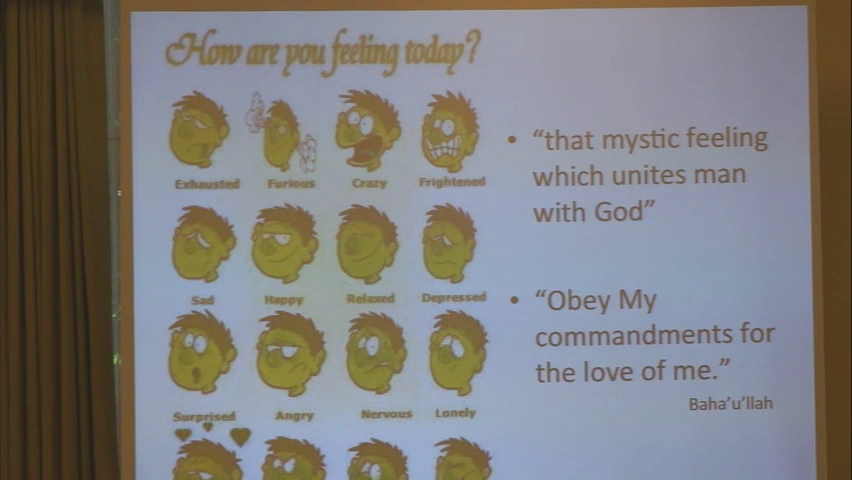 How are you feeling today?
Exhausted Furious Crazy Frightened
Sad Happy Relaxed Depressed
Surprised Angry Nervous Lonely
• “that mystic feeling
which unites man
with God”
• “Obey My
commandments for
the love of me.”
Baha’u’llah